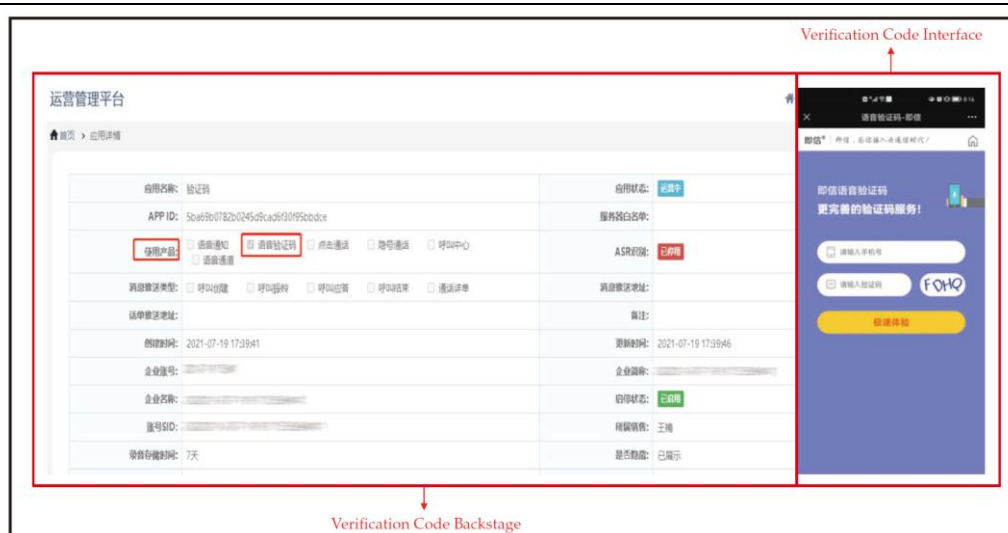 Verification Code Interface
运营管理平台
首页 > 应用详情
应用名称: 验证码 应用状态: 运营中
APP ID: 5ba69b0782b0245d9cad6f30f95bbdce 服务器白名单:
使用产品: 语音通知 语音验证码 点击通话 隐号通话 呼叫中心
语音通道
ASR识别: 已停用
消息推送类型: 呼叫创建 呼叫振铃 呼叫应答 呼叫结束 通话详单 消息推送地址:
话单推送地址: 备注:
创建时间: 2021-07-19 17:39:41 更新时间: 2021-07-19 17:39:46
企业账号: 企业简称:
企业名称: 启停状态: 已启用
账号SID: 所属销售: 王楠
录音存储时间: 7天 是否隐藏: 已展示
语音验证码-即信
即信
即信语音验证码
更完善的验证码服务!
请输入手机号
请输入验证码 FDHQ
极速体验
Verification Code Backstage